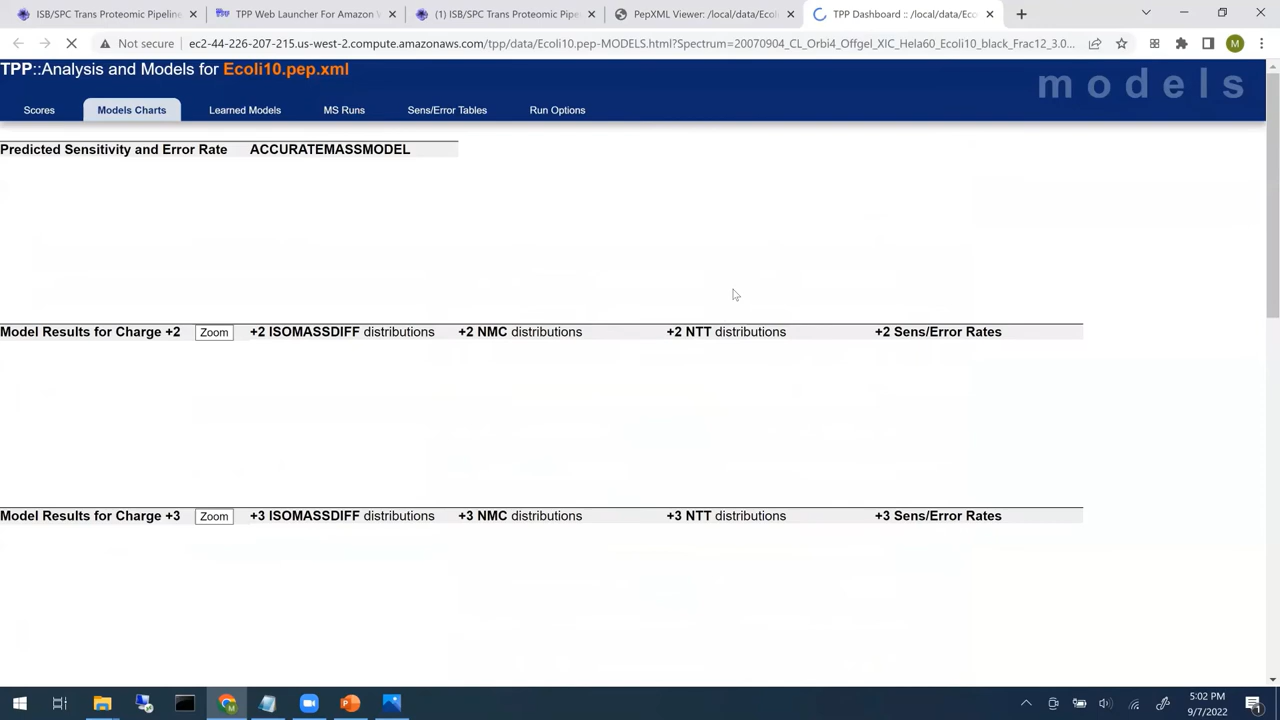 ISB/SPC Trans Proteomic Pipeline
TPP Web Launcher For Amazon
(1) ISB/SPC Trans Proteomic Pipe
PepXML Viewer: /local/data/Ecoli
TPP Dashboard :: /local/data/Eco
Not secure
ec2-44-226-207-215.us-west-2.compute.amazonaws.com/tpp/data/Ecoli10.pep-MODELS.html?Spectrum=20070904_CL_Orbi4_Offgel_XIC_Hela60_Ecoli10_black_Frac12_3.0...
M
TPP::Analysis and Models for Ecoli10.pep.xml
models
Scores
Models Charts
Learned Models
MS Runs
Sens/Error Tables
Run Options
Predicted Sensitivity and Error Rate ACCURATEMASSMODEL
Model Results for Charge +2 Zoom +2 ISOMASSDIFF distributions +2 NMC distributions +2 NTT distributions +2 Sens/Error Rates
Model Results for Charge +3 Zoom +3 ISOMASSDIFF distributions +3 NMC distributions +3 NTT distributions +3 Sens/Error Rates
5:02 PM
9/7/2022
1